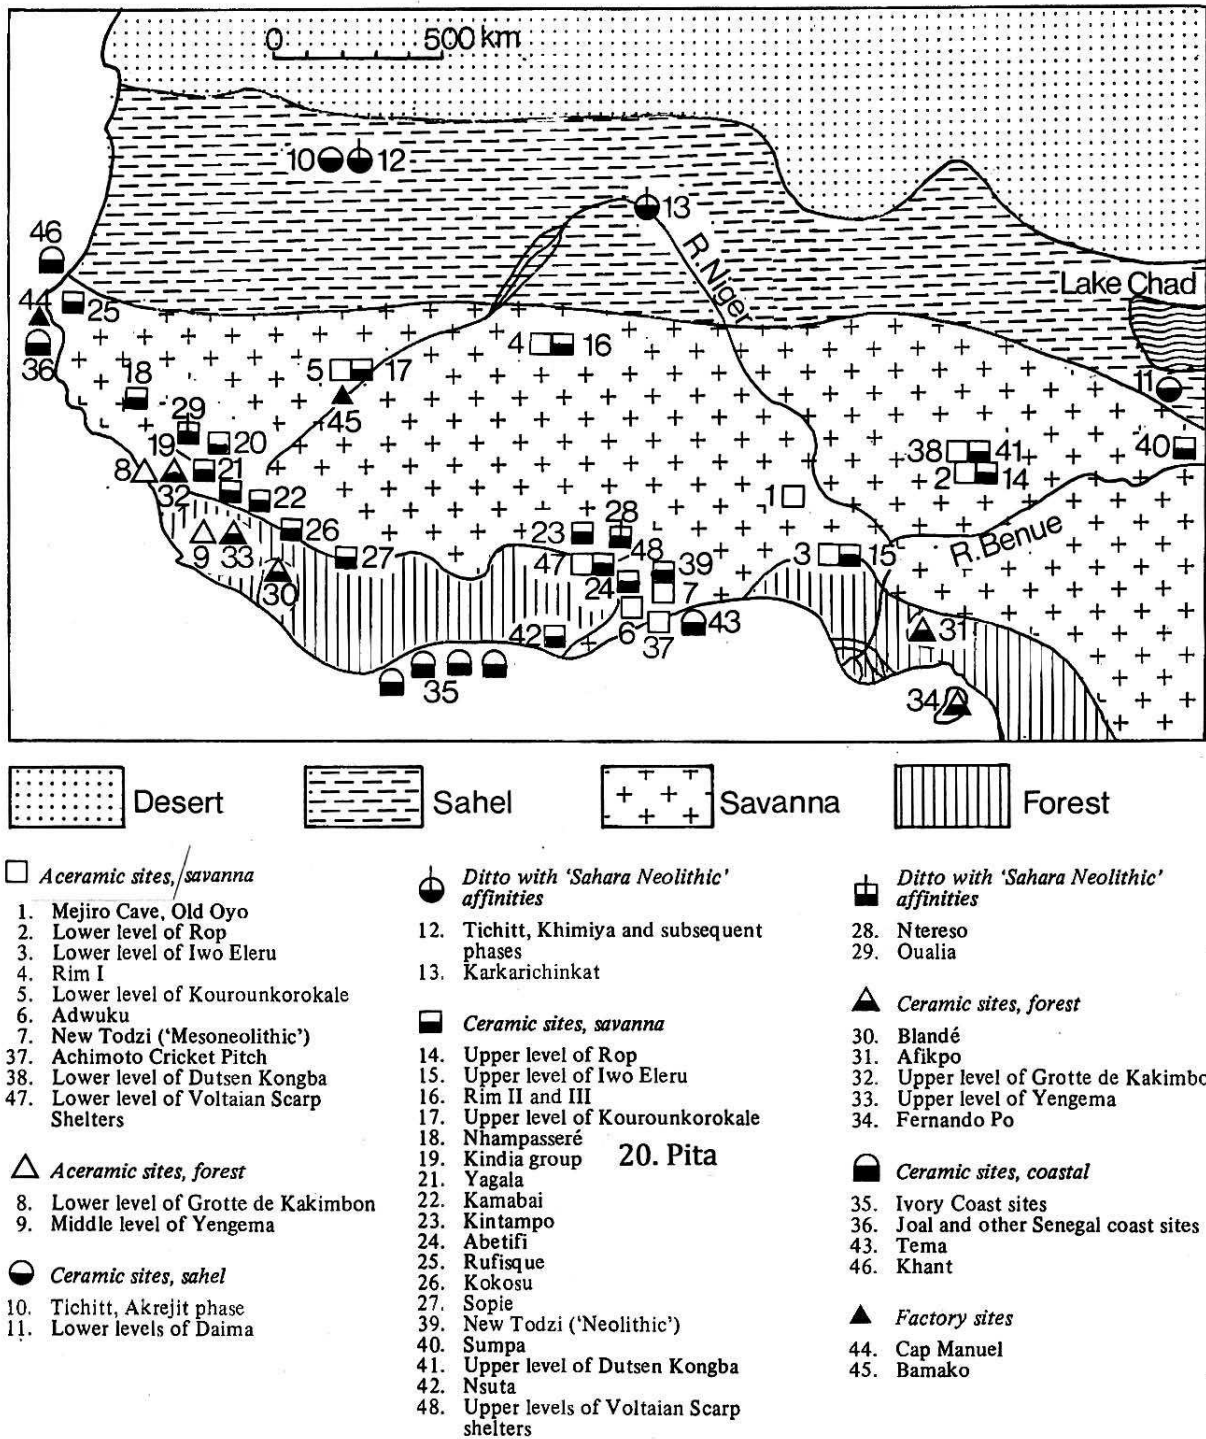 0 500 km
10 12
13
46
R. Niger
Lake Chad
44 25
4 16
36
5 17
18
11
45
29
20
38 41
40
19
8 21
2 14
32
22
1
26
23 28
R. Benue
9 33
27
47 48
39
3 15
30
24
7
42
6
43
31
37
35
34
Desert Sahel Savanna Forest
Aceramic sites, savanna
1. Mejiro Cave, Old Oyo
2. Lower level of Rop
3. Lower level of Iwo Eleru
4. Rim I
5. Lower level of Kourounkorokale
6. Adwuku
7. New Todzi ('Mesoneolithic')
37. Achimoto Cricket Pitch
38. Lower level of Dutsen Kongba
47. Lower level of Voltaian Scarp
Shelters
Aceramic sites, forest
8. Lower level of Grotte de Kakimbon
9. Middle level of Yengema
Ceramic sites, sahel
10. Tichitt, Akrejit phase
11. Lower levels of Daima
Ditto with 'Sahara Neolithic'
affinities
12. Tichitt, Khimiya and subsequent
phases
13. Karkarichinkat
Ceramic sites, savanna
14. Upper level of Rop
15. Upper level of Iwo Eleru
16. Rim II and III
17. Upper level of Kourounkorokale
18. Nhampasseré
19. Kindia group 20. Pita
21. Yagala
22. Kamabai
23. Kintampo
24. Abetifi
25. Rufisque
26. Kokosu
27. Sopie
39. New Todzi ('Neolithic')
40. Sumpa
41. Upper level of Dutsen Kongba
42. Nsuta
48. Upper levels of Voltaian Scarp
shelters
Ditto with 'Sahara Neolithic'
affinities
28. Ntereso
29. Oualia
Ceramic sites, forest
30. Blandé
31. Afikpo
32. Upper level of Grotte de Kakimbo
33. Upper level of Yengema
34. Fernando Po
Ceramic sites, coastal
35. Ivory Coast sites
36. Joal and other Senegal coast sites
43. Tema
46. Khant
Factory sites
44. Cap Manuel
45. Bamako